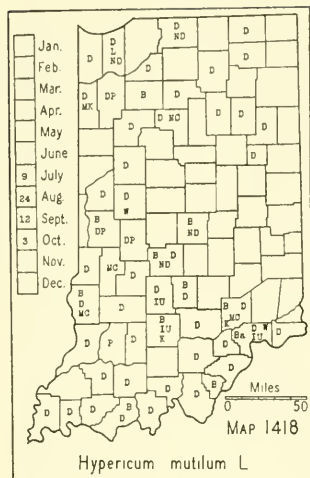 Jan.
Feb.
Mar.
Apr.
May
June
9 July
24 Aug.
12 Sept.
3 Oct.
Nov.
Dec.
D
D
L
ND
D
ND
D
D
D
D
MK
DP
B
D
D
D
D NC
D
D
D
D
D
D
W
D
B
DP
DP
B
ND
D
MC
B D
ND
D
B
D
MC
D
D
IU
B
D
B D
MC
K
D
D
P
D
B
IU
K
D
D
Ba
D W
IU
D
D
D
D
D
B
D
D
D
D
B
D
D
D
Miles
0 50
MAP 1418
Hypericum mutilum L